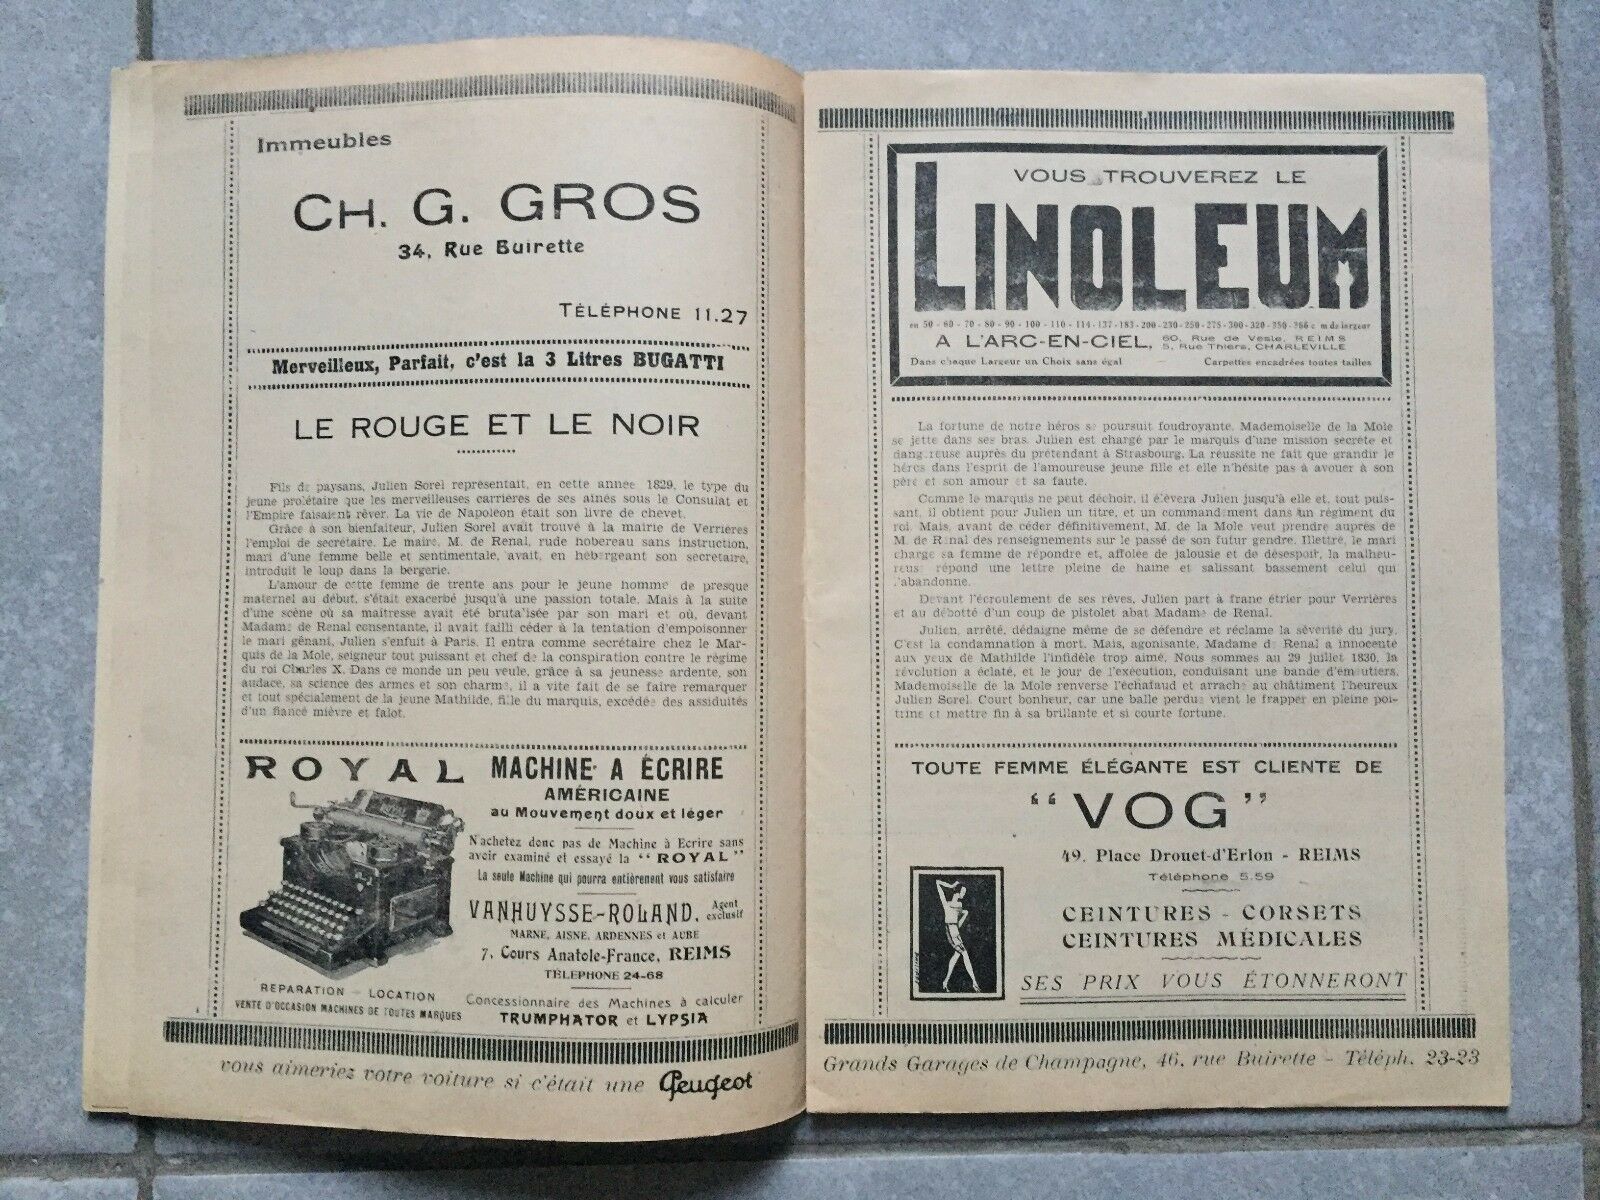 Immeubles
CH. G. GROS
34, Rue Buirette
TÉLÉPHONE 11.27
Merveilleux, Parfait, c'est la 3 Litres BUGATTI
LE ROUGE ET LE NOIR
Fils de paysans, Julien Sorel représentait, en cette année 1829, le type du
jeune prolétaire que les merveilleuses carrières de ses aînés sous le Consulat et
l'Empire faisaient rêver. La vie de Napoléon était son livre de chevet.
Grâce à son bienfaiteur, Julien Sorel avait trouvé à la mairie de Verrières
l'emploi de secrétaire. Le maire, M. de Renal, rude hobereau sans instruction,
mari d'une femme belle et sentimentale, avait, en hébergeant son secrétaire,
introduit le loup dans la bergerie.
L'amour de cette femme de trente ans pour le jeune homme de presque
maternel au début, s'était exacerbé jusqu'à une passion totale. Mais à la suite
d'une scène où sa maîtresse avait été brutalisée par son mari et où, devant
Madame de Renal consentante, il avait failli céder à la tentation d'empoisonner
le mari gênant, Julien s'enfuit à Paris. Il entra comme secrétaire chez le Mar-
quis de la Mole, seigneur tout puissant et chef de la conspiration contre le régime
du roi Charles X. Dans ce monde un peu veule, grâce à sa jeunesse ardente, son
audace, sa science des armes et son charme, il a vite fait de se faire remarquer
et tout spécialement de la jeune Mathilde, fille du marquis, excédée des assiduités
d'un fiancé mièvre et falot.
ROYAL MACHINE A ÉCRIRE
AMÉRICAINE
au Mouvement doux et léger
N'achetez donc pas de Machine à Ecrire sans
avoir examiné et essayé la "ROYAL"
La seule Machine qui pourra entièrement vous satisfaire
VANHUYSSE-ROLAND, Agent exclusif
MARNE, AISNE, ARDENNES et AUBE
7, Cours Anatole-France, REIMS
TÉLÉPHONE 24-68
REPARATION - LOCATION
VENTE D'OCCASION MACHINES DE TOUTES MARQUES
Concessionnaire des Machines à calculer
TRUMPHATOR et LYPSIA
vous aimeriez votre voiture si c'était une Peugeot
VOUS TROUVEREZ LE
LINOLEUM
en 50 - 60 - 70 - 80 - 90 - 100 - 110 - 114 - 137 - 183 - 200 - 230 - 250 - 275 - 300 - 320 - 350 - 366 c m de largeur
A L'ARC-EN-CIEL, 60, Rue de Vesle, REIMS
5, Rue Thiers, CHARLEVILLE
Dans chaque Largeur un Choix sans égal — Carpettes encadrées toutes tailles
La fortune de notre héros se poursuit foudroyante. Mademoiselle de la Mole
se jette dans ses bras. Julien est chargé par le marquis d'une mission secrète et
dangereuse auprès du prétendant à Strasbourg. La réussite ne fait que grandir le
héros dans l'esprit de l'amoureuse jeune fille et elle n'hésite pas à avouer à son
père et son amour et sa faute.
Comme le marquis ne peut déchoir, il élèvera Julien jusqu'à elle et, tout puis-
sant, il obtient pour Julien un titre, et un commandement dans un régiment du
roi. Mais, avant de céder définitivement, M. de la Mole veut prendre auprès de
M. de Renal des renseignements sur le passé de son futur gendre. Illettré, le mari
charge sa femme de répondre et, affolée de jalousie et de désespoir, la malheu-
reuse répond une lettre pleine de haine et salissant bassement celui qui
l'abandonne.
Devant l'écroulement de ses rêves, Julien part à franc étrier pour Verrières
et au débotté d'un coup de pistolet abat Madame de Renal.
Julien, arrêté, dédaigne même de se défendre et réclame la sévérité du jury.
C'est la condamnation à mort. Mais, agonisante, Madame de Renal a innocenté
aux yeux de Mathilde l'infidèle trop aimé. Nous sommes au 29 juillet 1830, la
révolution a éclaté, et le jour de l'exécution, conduisant une bande d'émeutiers,
Mademoiselle de la Mole renverse l'échafaud et arrache au châtiment l'heureux
Julien Sorel. Court bonheur, car une balle perdue vient le frapper en pleine poi-
trine et mettre fin à sa brillante et si courte fortune.
TOUTE FEMME ÉLÉGANTE EST CLIENTE DE
"VOG"
49, Place Drouet-d'Erlon - REIMS
Téléphone 5.59
CEINTURES - CORSETS
CEINTURES MÉDICALES
SES PRIX VOUS ÉTONNERONT
Grands Garages de Champagne, 46, rue Buirette - Téléph. 23-23